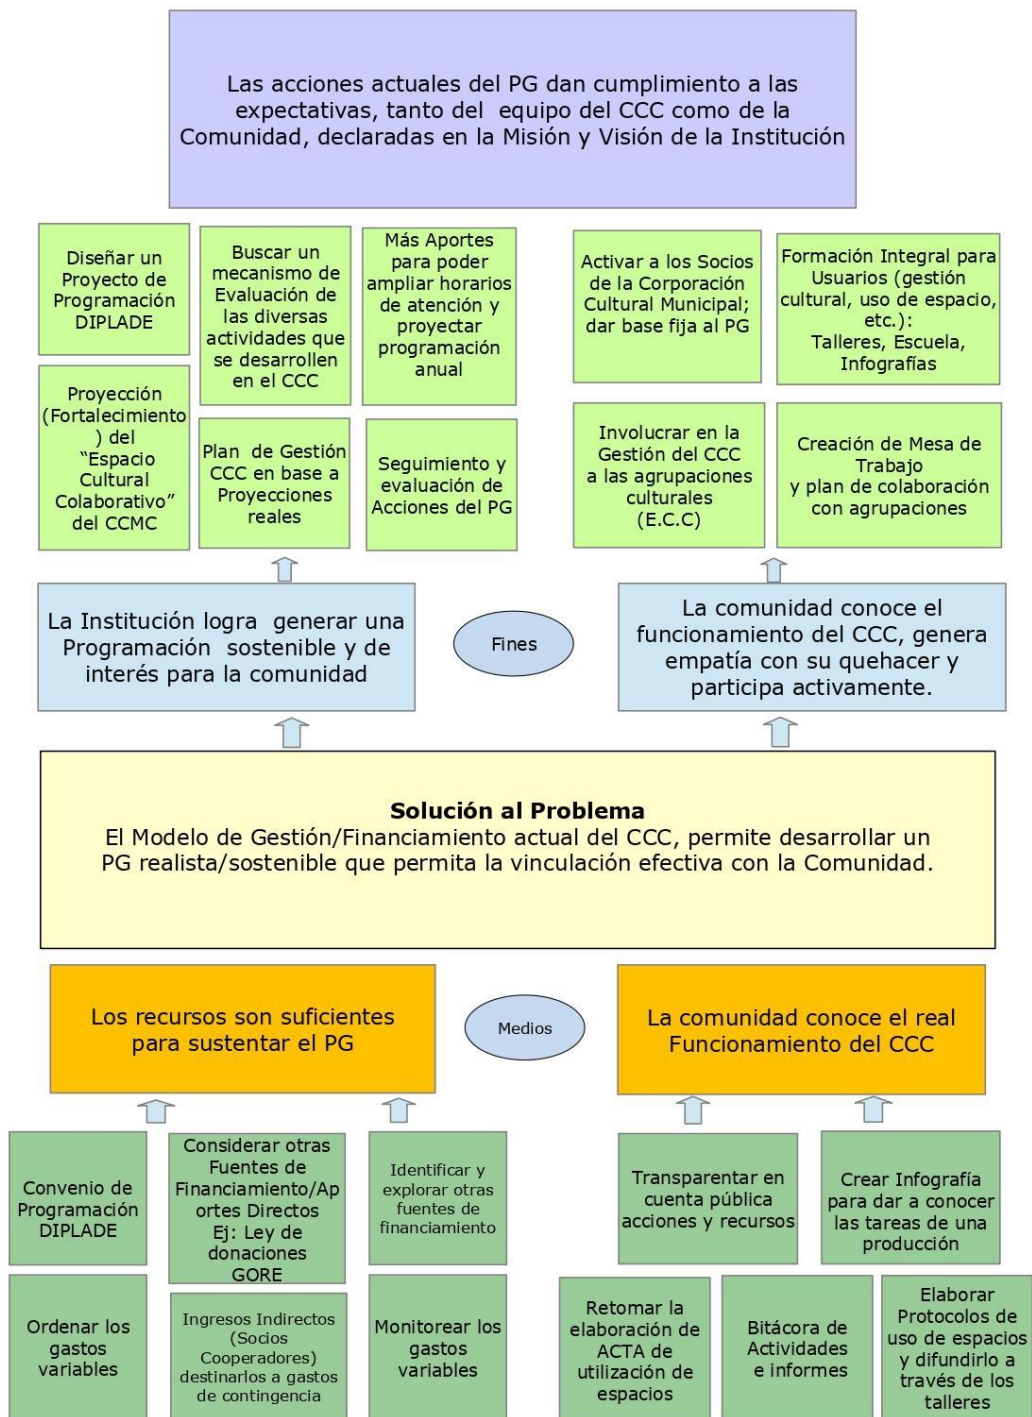 Las acciones actuales del PG dan cumplimiento a las
expectativas, tanto del equipo del CCC como de la
Comunidad, declaradas en la Misión y Visión de la Institución
Diseñar un
Proyecto de
Programación
DIPLADE
Buscar un
mecanismo de
Evaluación de
las diversas
actividades que
se desarrollen
en el CCC
Más Aportes
para poder
ampliar horarios
de atención y
proyectar
programación
anual
Activar a los Socios
de la Corporación
Cultural Municipal;
dar base fija al PG
Formación Integral para
Usuarios (gestión
cultural, uso de espacio,
etc.):
Talleres, Escuela,
Infografías
Proyección
(Fortalecimiento
) del
“Espacio
Cultural
Colaborativo”
del CCMC
Plan de Gestión
CCC en base a
Proyecciones
reales
Seguimiento y
evaluación de
Acciones del PG
Involucrar en la
Gestión del CCC
a las agrupaciones
culturales
(E.C.C)
Creación de Mesa de
Trabajo
y plan de colaboración
con agrupaciones
La Institución logra generar una
Programación sostenible y de
interés para la comunidad
Fines
La comunidad conoce el
funcionamiento del CCC, genera
empatía con su quehacer y
participa activamente.
Solución al Problema
El Modelo de Gestión/Financiamiento actual del CCC, permite desarrollar un
PG realista/sostenible que permita la vinculación efectiva con la Comunidad.
Los recursos son suficientes
para sustentar el PG
Medios
La comunidad conoce el real
Funcionamiento del CCC
Convenio de
Programación
DIPLADE
Considerar otras
Fuentes de
Financiamiento/Ap
ortes Directos
Ej: Ley de
donaciones
GORE
Identificar y
explorar otras
fuentes de
financiamiento
Transparentar en
cuenta pública
acciones y recursos
Crear Infografía
para dar a conocer
las tareas de una
producción
Ordenar los
gastos
variables
Ingresos Indirectos
(Socios
Cooperadores)
destinarlos a gastos
de contingencia
Monitorear los
gastos
variables
Retomar la
elaboración de
ACTA de
utilización de
espacios
Bitácora de
Actividades
e informes
Elaborar
Protocolos de
uso de espacios
y difundirlo a
través de los
talleres